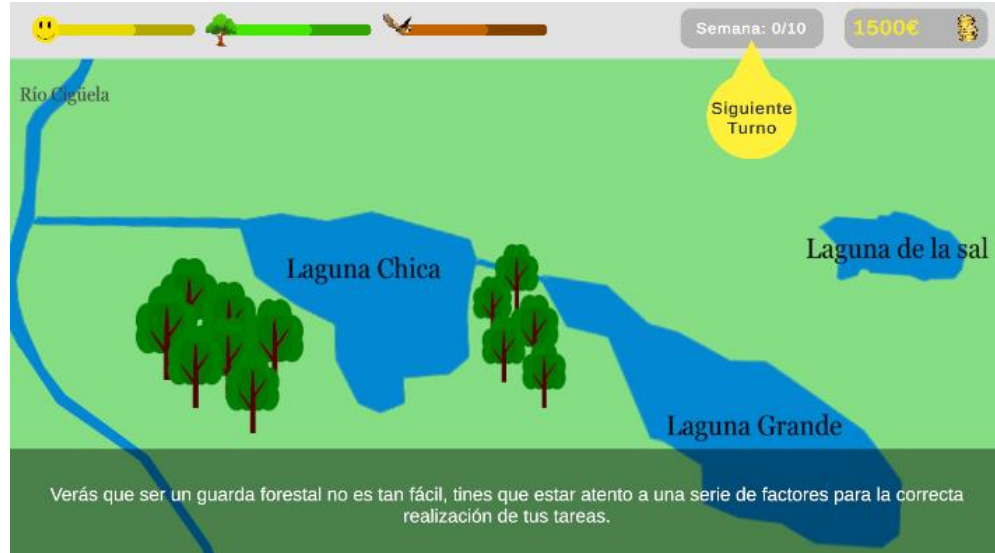 Semana: 0/10
1500€
Río Cigüela
Siguiente
Turno
Laguna de la sal
Laguna Chica
Laguna Grande
Verás que ser un guarda forestal no es tan fácil, tines que estar atento a una serie de factores para la correcta
realización de tus tareas.